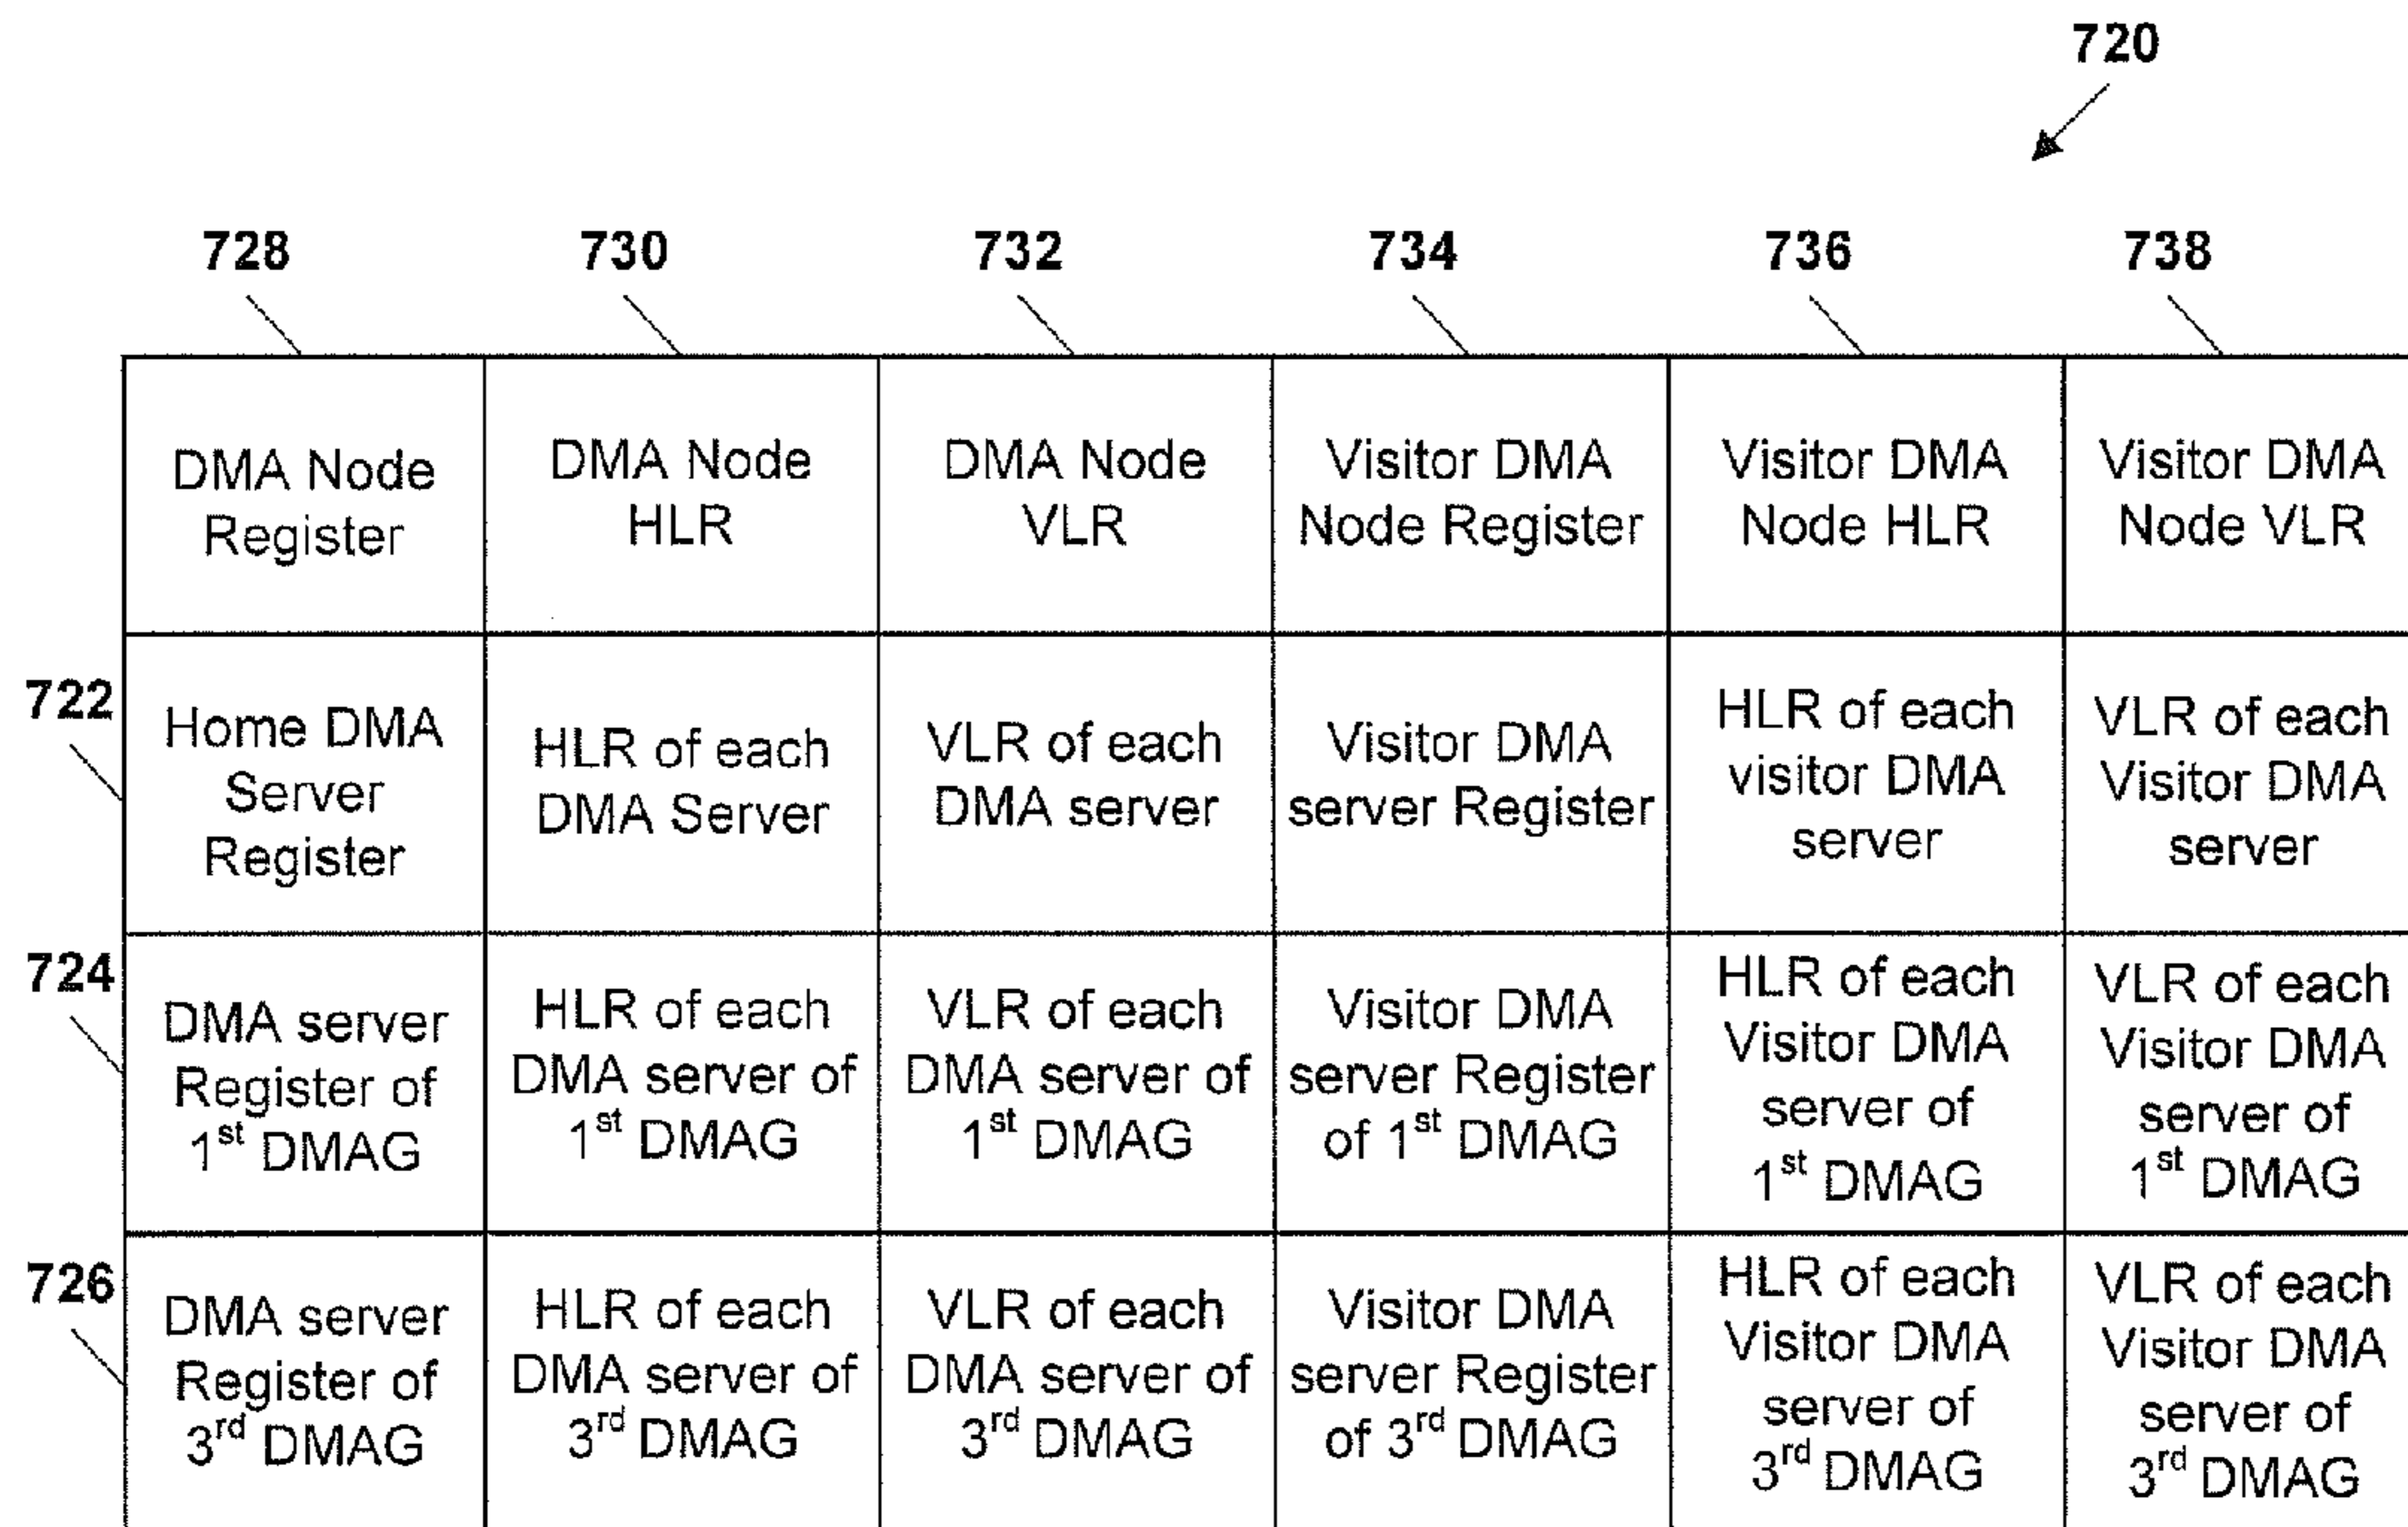 720
728
730
732
734
736
738
DMA Node
Register
DMA Node
HLR
DMA Node
VLR
Visitor DMA
Node Register
Visitor DMA
Node HLR
Visitor DMA
Node VLR
722
Home DMA
Server
Register
HLR of each
DMA Server
VLR of each
DMA server
Visitor DMA
server Register
HLR of each
visitor DMA
server
VLR of each
Visitor DMA
server
724
DMA server
Register of
1st DMAG
HLR of each
DMA server of
1st DMAG
VLR of each
DMA server of
1st DMAG
Visitor DMA
server Register
of 1st DMAG
HLR of each
Visitor DMA
server of
1st DMAG
VLR of each
Visitor DMA
server of
1st DMAG
726
DMA server
Register of
3rd DMAG
HLR of each
DMA server of
3rd DMAG
VLR of each
DMA server of
3rd DMAG
Visitor DMA
server Register
of 3rd DMAG
HLR of each
Visitor DMA
server of
3rd DMAG
VLR of each
Visitor DMA
server of
3rd DMAG